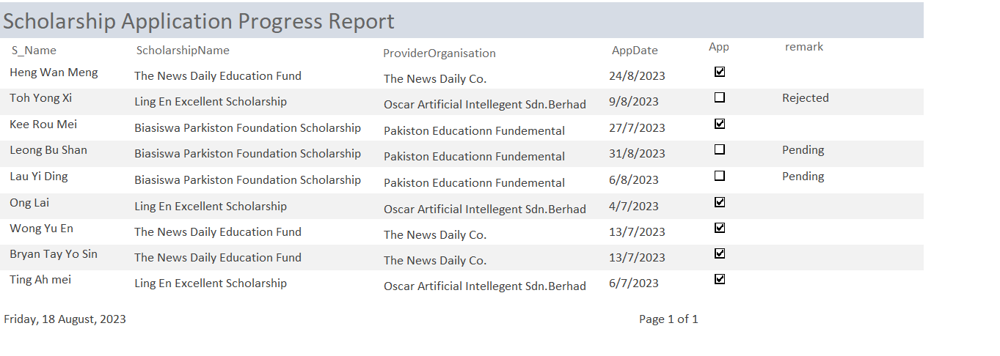 Scholarship Application Progress Report
S_Name ScholarshipName ProviderOrganisation AppDate App remark
Heng Wan Meng The News Daily Education Fund The News Daily Co. 24/8/2023
Toh Yong Xi Ling En Excellent Scholarship Oscar Artificial Intellegent Sdn.Berhad 9/8/2023 Rejected
Kee Rou Mei Biasiswa Parkiston Foundation Scholarship Pakiston Educationn Fundemental 27/7/2023
Leong Bu Shan Biasiswa Parkiston Foundation Scholarship Pakiston Educationn Fundemental 31/8/2023 Pending
Lau Yi Ding Biasiswa Parkiston Foundation Scholarship Pakiston Educationn Fundemental 6/8/2023 Pending
Ong Lai Ling En Excellent Scholarship Oscar Artificial Intellegent Sdn.Berhad 4/7/2023
Wong Yu En The News Daily Education Fund The News Daily Co. 13/7/2023
Bryan Tay Yo Sin The News Daily Education Fund The News Daily Co. 13/7/2023
Ting Ah mei Ling En Excellent Scholarship Oscar Artificial Intellegent Sdn.Berhad 6/7/2023
Friday, 18 August, 2023 Page 1 of 1